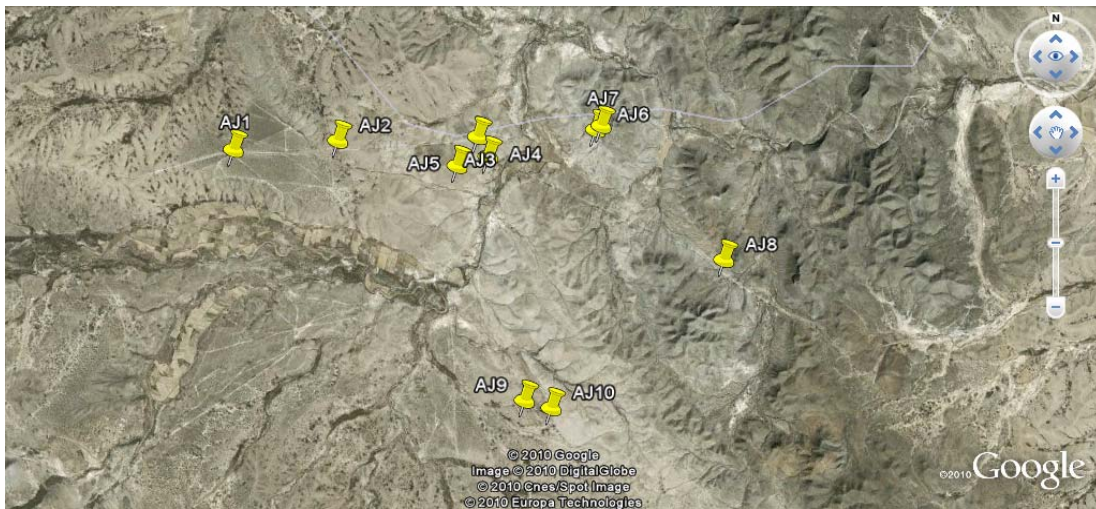 N
AJ7
AJ6
AJ1
AJ2
AJ3
AJ4
AJ5
AJ8
AJ9
AJ10
© 2010 Google
Image © 2010 DigitalGlobe
© 2010 Cnes/Spot Image
© 2010 Europa Technologies
©2010 Google